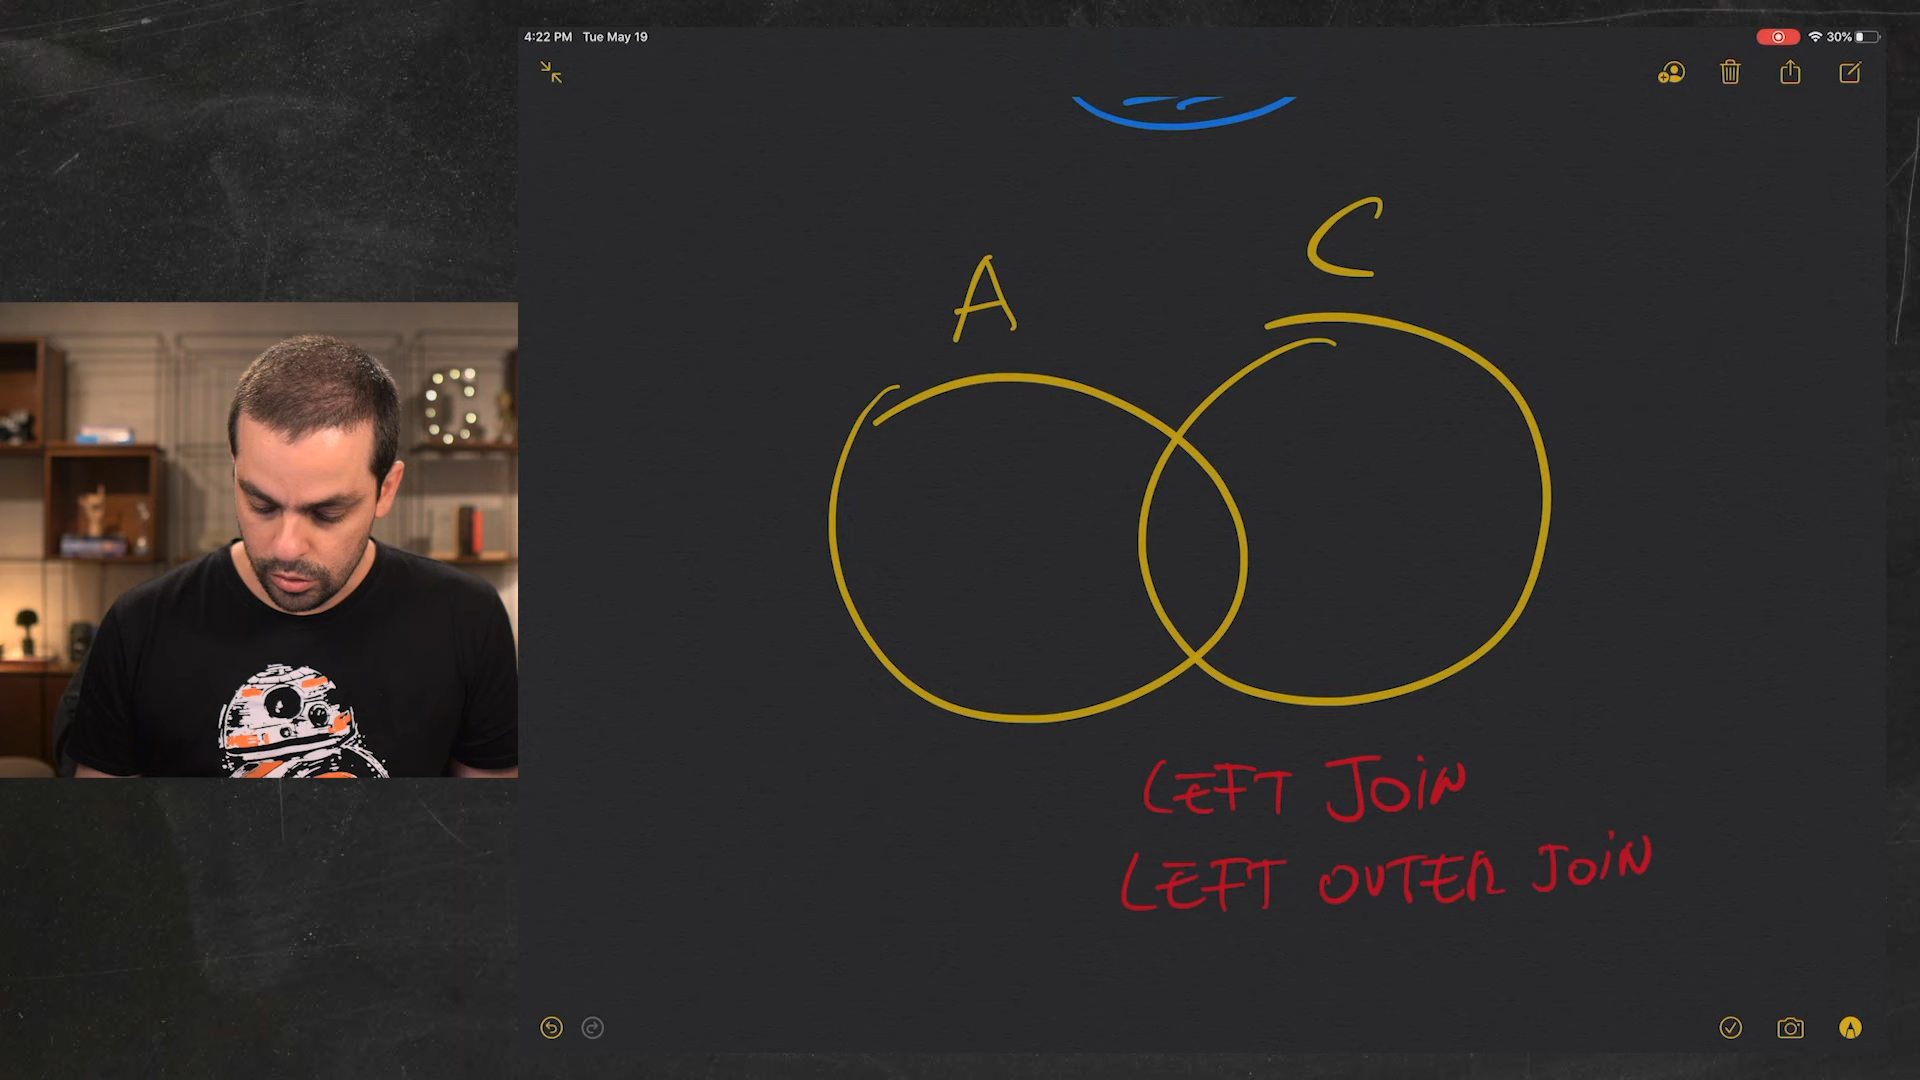 4:22 PM Tue May 19
30%
A
C
LEFT JOIN
LEFT OUTER JOIN
G